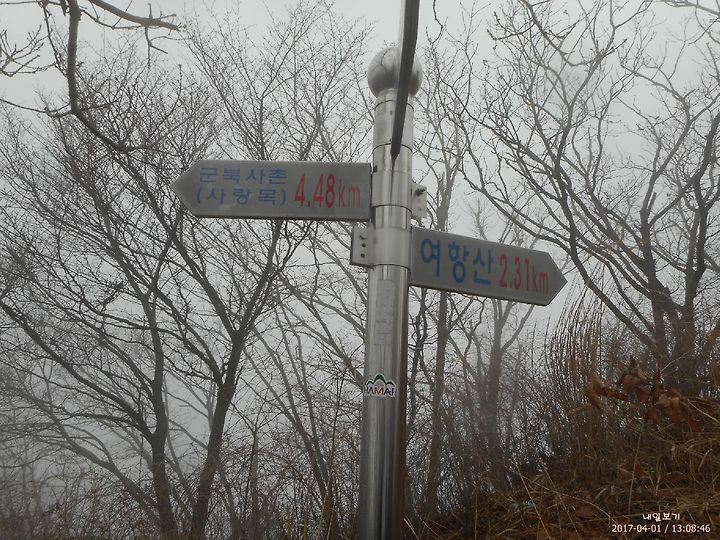 군북사촌
(사랑목) 4.48km
여항산 2.31km
HAMAN
내일보기
2017-04-01 / 13:08:46